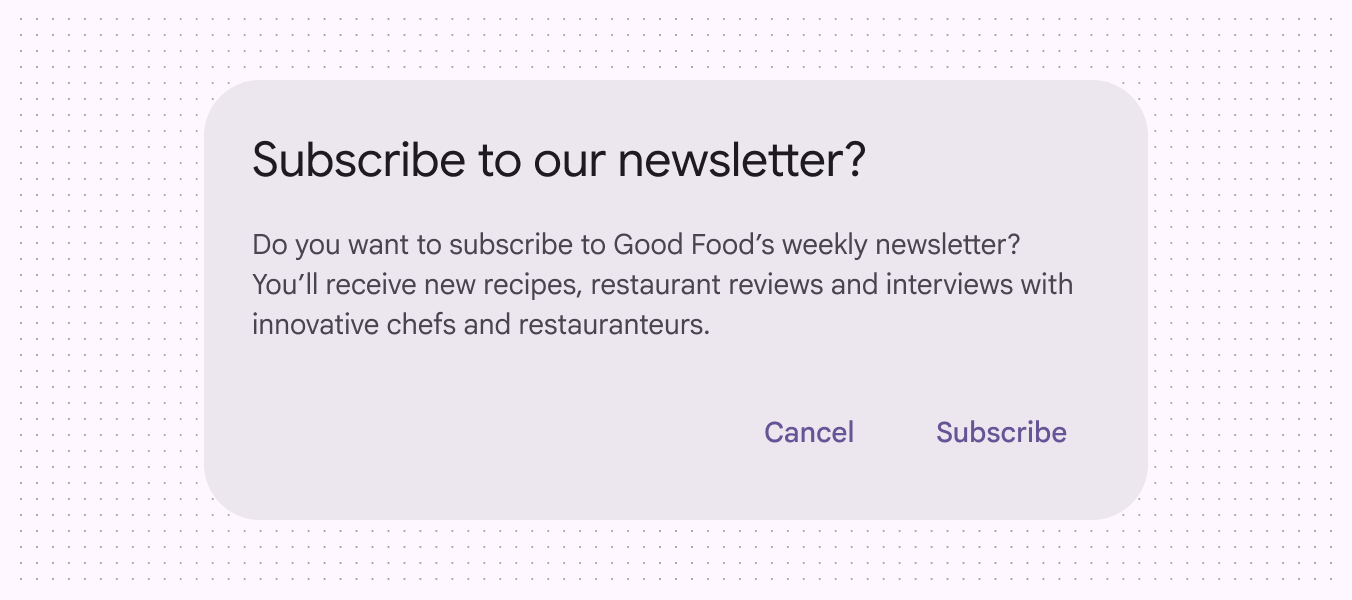 Subscribe to our newsletter?
Do you want to subscribe to Good Food’s weekly newsletter?
You’ll receive new recipes, restaurant reviews and interviews with
innovative chefs and restauranteurs.
Cancel Subscribe